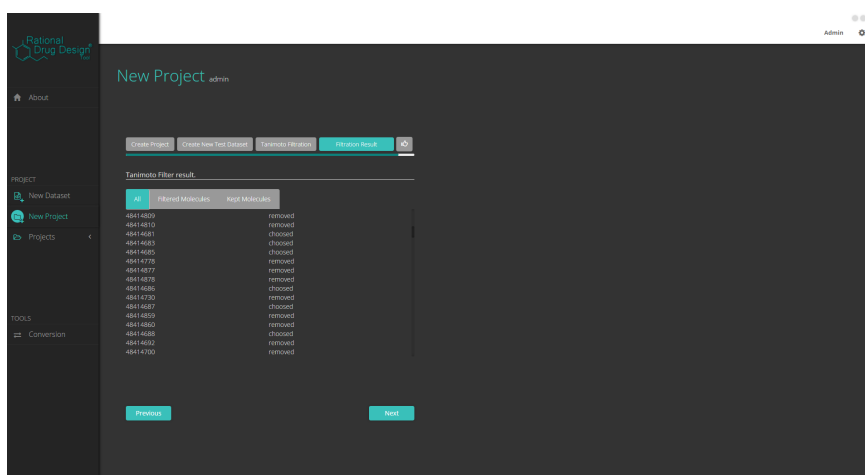 Rational
Drug Design
Admin
New Project admin
About
Create Project Create New Test Dataset Tanimoto Filtration Filtration Result
Tanimoto Filter result.
PROJECT
New Dataset
New Project
Projects
All Filtered Molecules Kept Molecules
48414809 removed
48414810 removed
48414681 choosed
48414683 choosed
48414685 choosed
48414778 removed
48414877 removed
48414878 removed
48414686 choosed
48414730 removed
48414687 choosed
48414859 removed
48414860 removed
48414688 choosed
48414692 removed
48414700 removed
TOOLS
Conversion
Previous Next